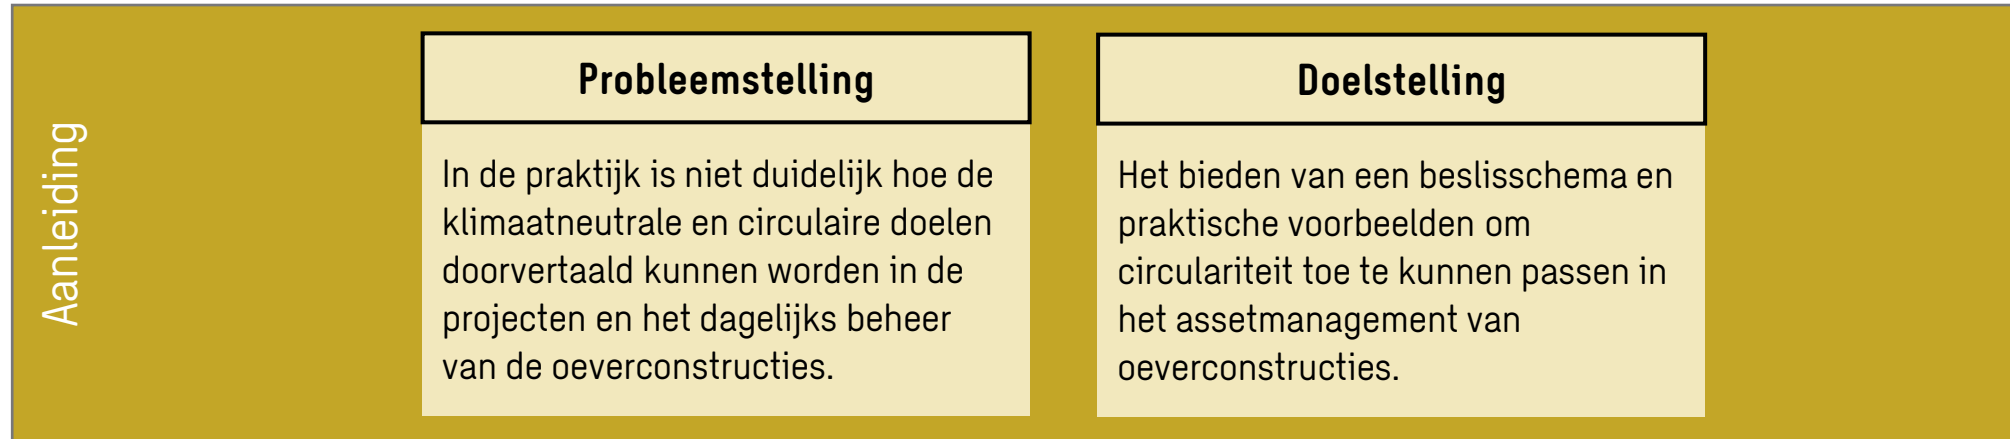 Aanleiding
Probleemstelling
In de praktijk is niet duidelijk hoe de
klimaatneutrale en circulaire doelen
doorvertaald kunnen worden in de
projecten en het dagelijks beheer
van de oeverconstructies.
Doelstelling
Het bieden van een beslisschema en
praktische voorbeelden om
circulariteit toe te kunnen passen in
het assetmanagement van
oeverconstructies.